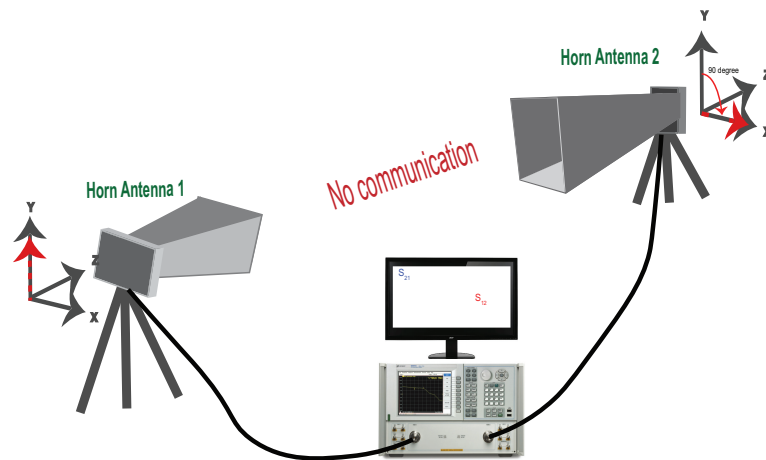 Y
Horn Antenna 2
90 degree
Z
X
No communication
Horn Antenna 1
Y
Z
X
S21
S12